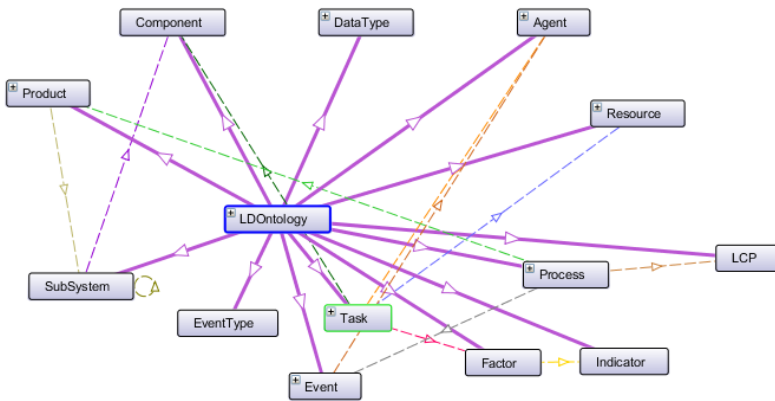 Component
DataType
Agent
Product
Resource
LDOntology
LCP
Process
SubSystem
EventType
Task
Factor
Indicator
Event